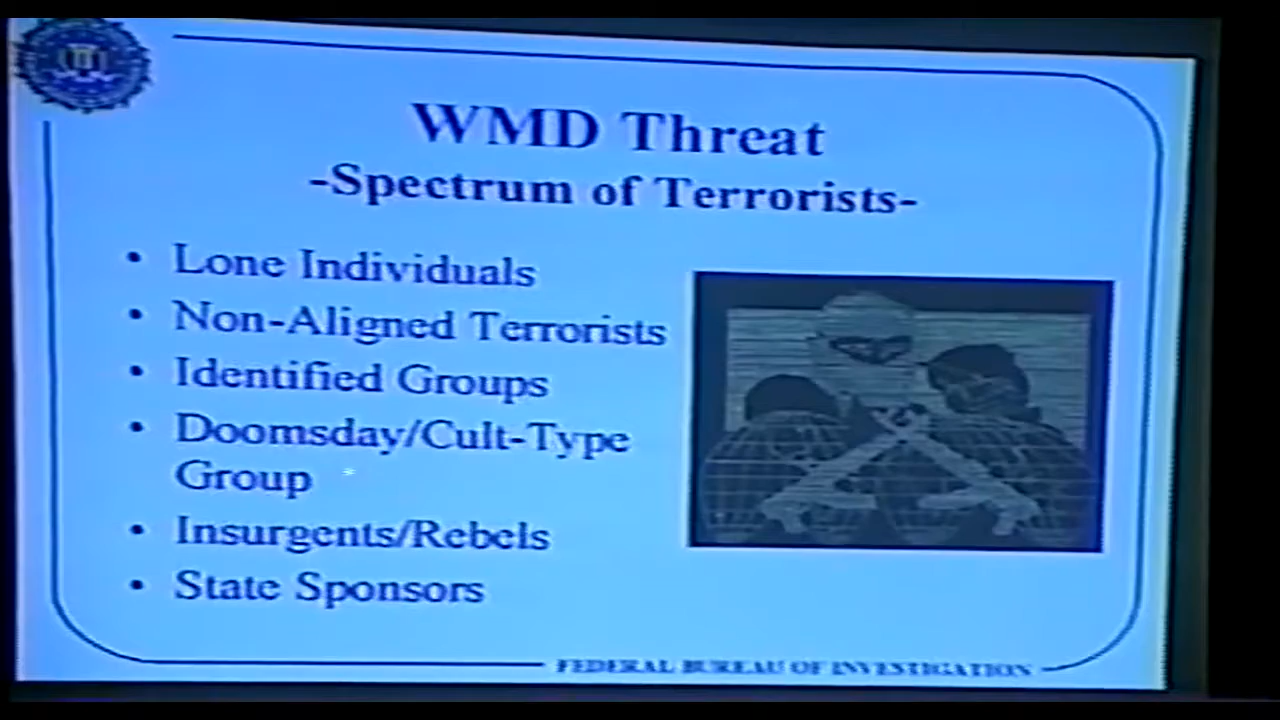 WMD Threat
-Spectrum of Terrorists-
• Lone Individuals
• Non-Aligned Terrorists
• Identified Groups
• Doomsday/Cult-Type
Group
• Insurgents/Rebels
• State Sponsors
FEDERAL BUREAU OF INVESTIGATION